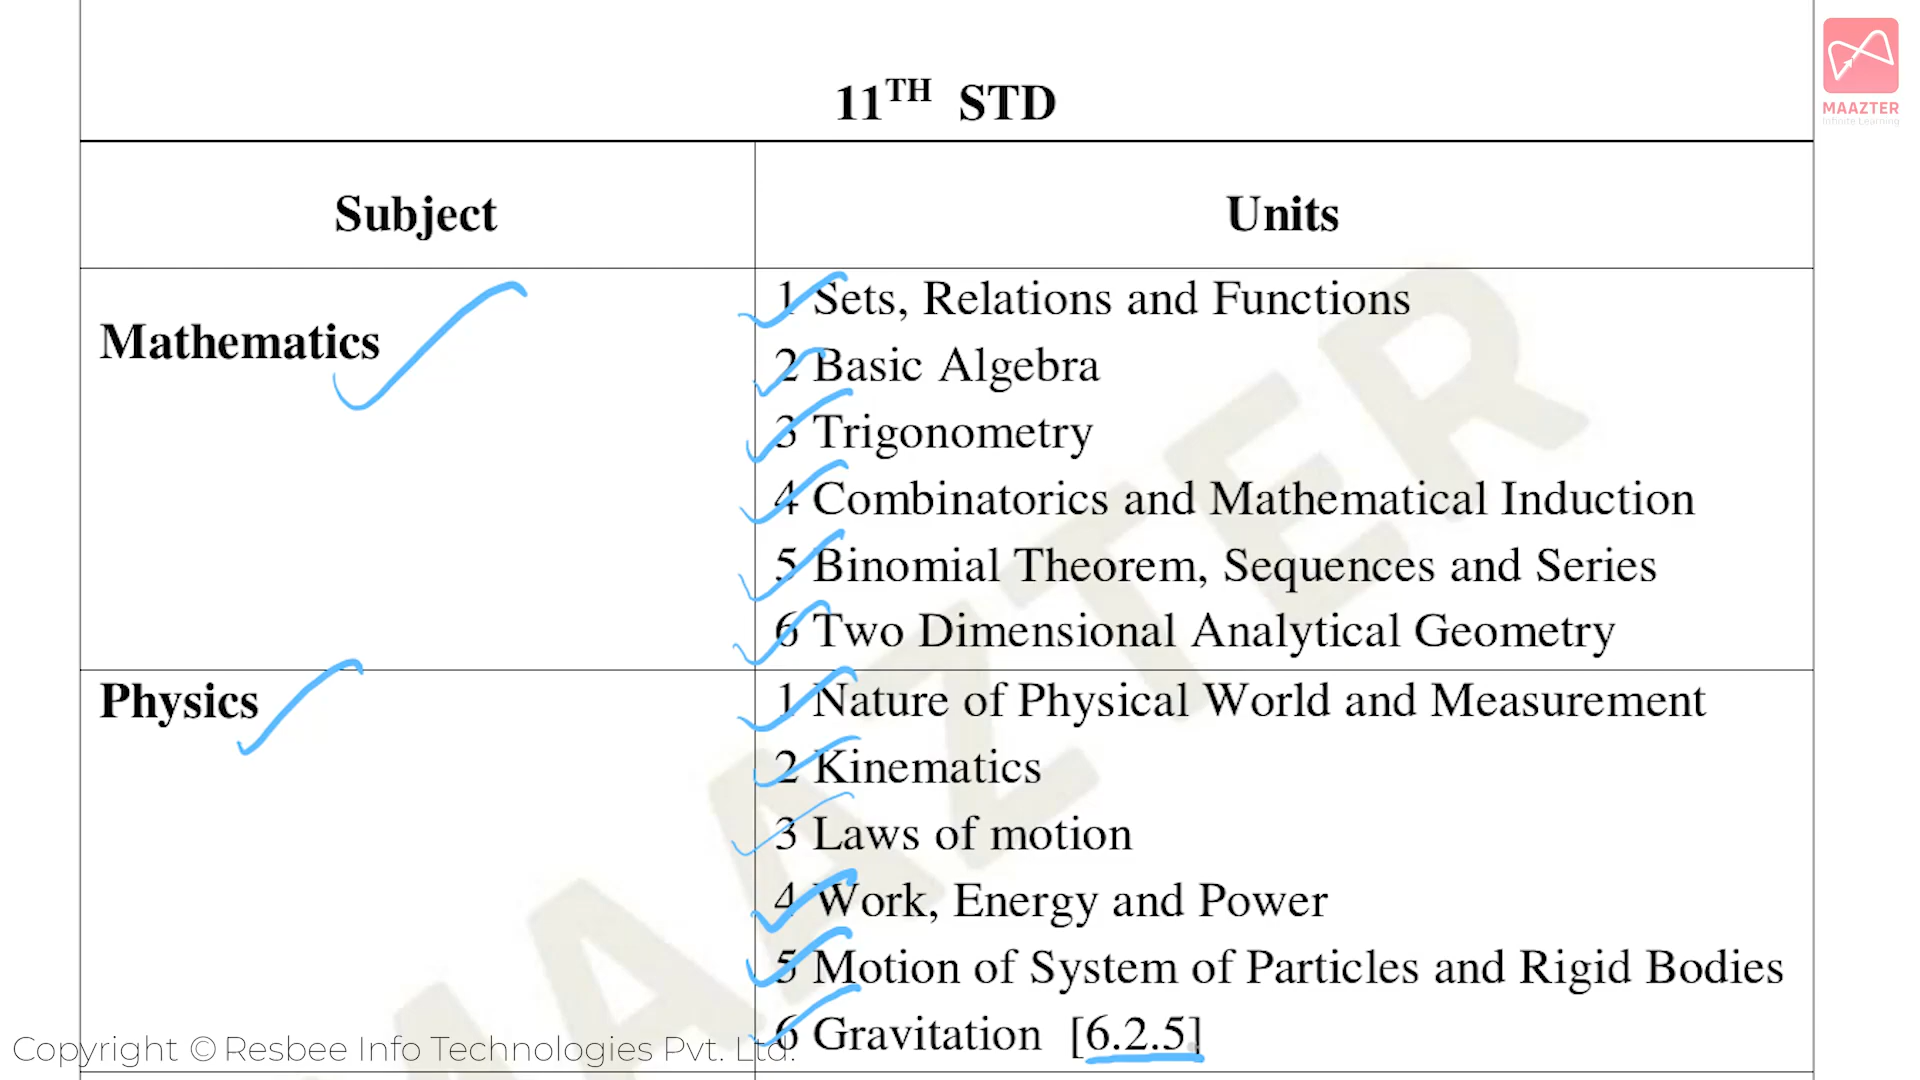 11TH STD
MAAZTER
Infinite Learning
Subject
Units
Mathematics
1 Sets, Relations and Functions
2 Basic Algebra
3 Trigonometry
4 Combinatorics and Mathematical Induction
5 Binomial Theorem, Sequences and Series
6 Two Dimensional Analytical Geometry
Physics
1 Nature of Physical World and Measurement
2 Kinematics
3 Laws of motion
4 Work, Energy and Power
5 Motion of System of Particles and Rigid Bodies
6 Gravitation [6.2.5]
MAAZTER
Copyright © Resbee Info Technologies Pvt. Ltd.